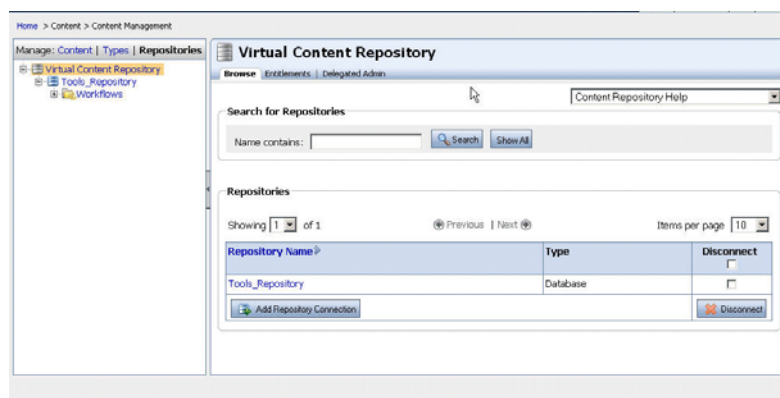 Home > Content > Content Management
Manage: Content | Types | Repositories
Virtual Content Repository
Tools_Repository
Workflows
Virtual Content Repository
Browse Entitlements | Delegated Admin
Content Repository Help
Search for Repositories
Name contains:
Search
Show All
Repositories
Showing 1 of 1
Previous | Next
Items per page 10
Repository Name Type Disconnect
Tools_Repository Database
Add Repository Connection
Disconnect